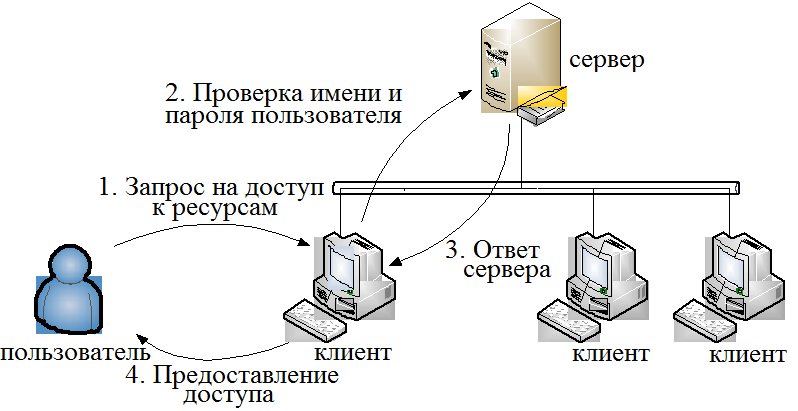 сервер
2. Проверка имени и
пароля пользователя
1. Запрос на доступ
к ресурсам
3. Ответ
сервера
пользователь
клиент
клиент
клиент
4. Предоставление
доступа